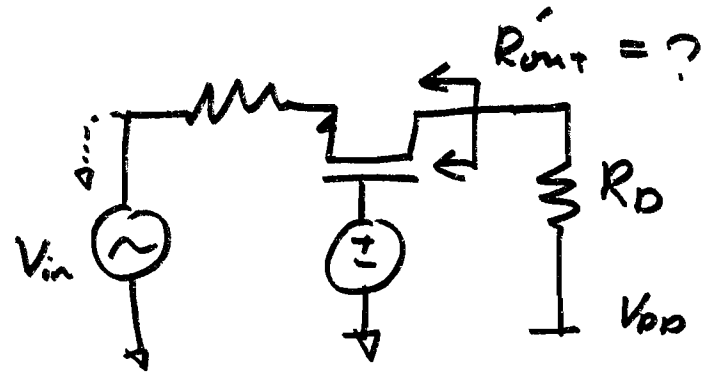 R'out = ?
RD
Vin
+
-
VDD